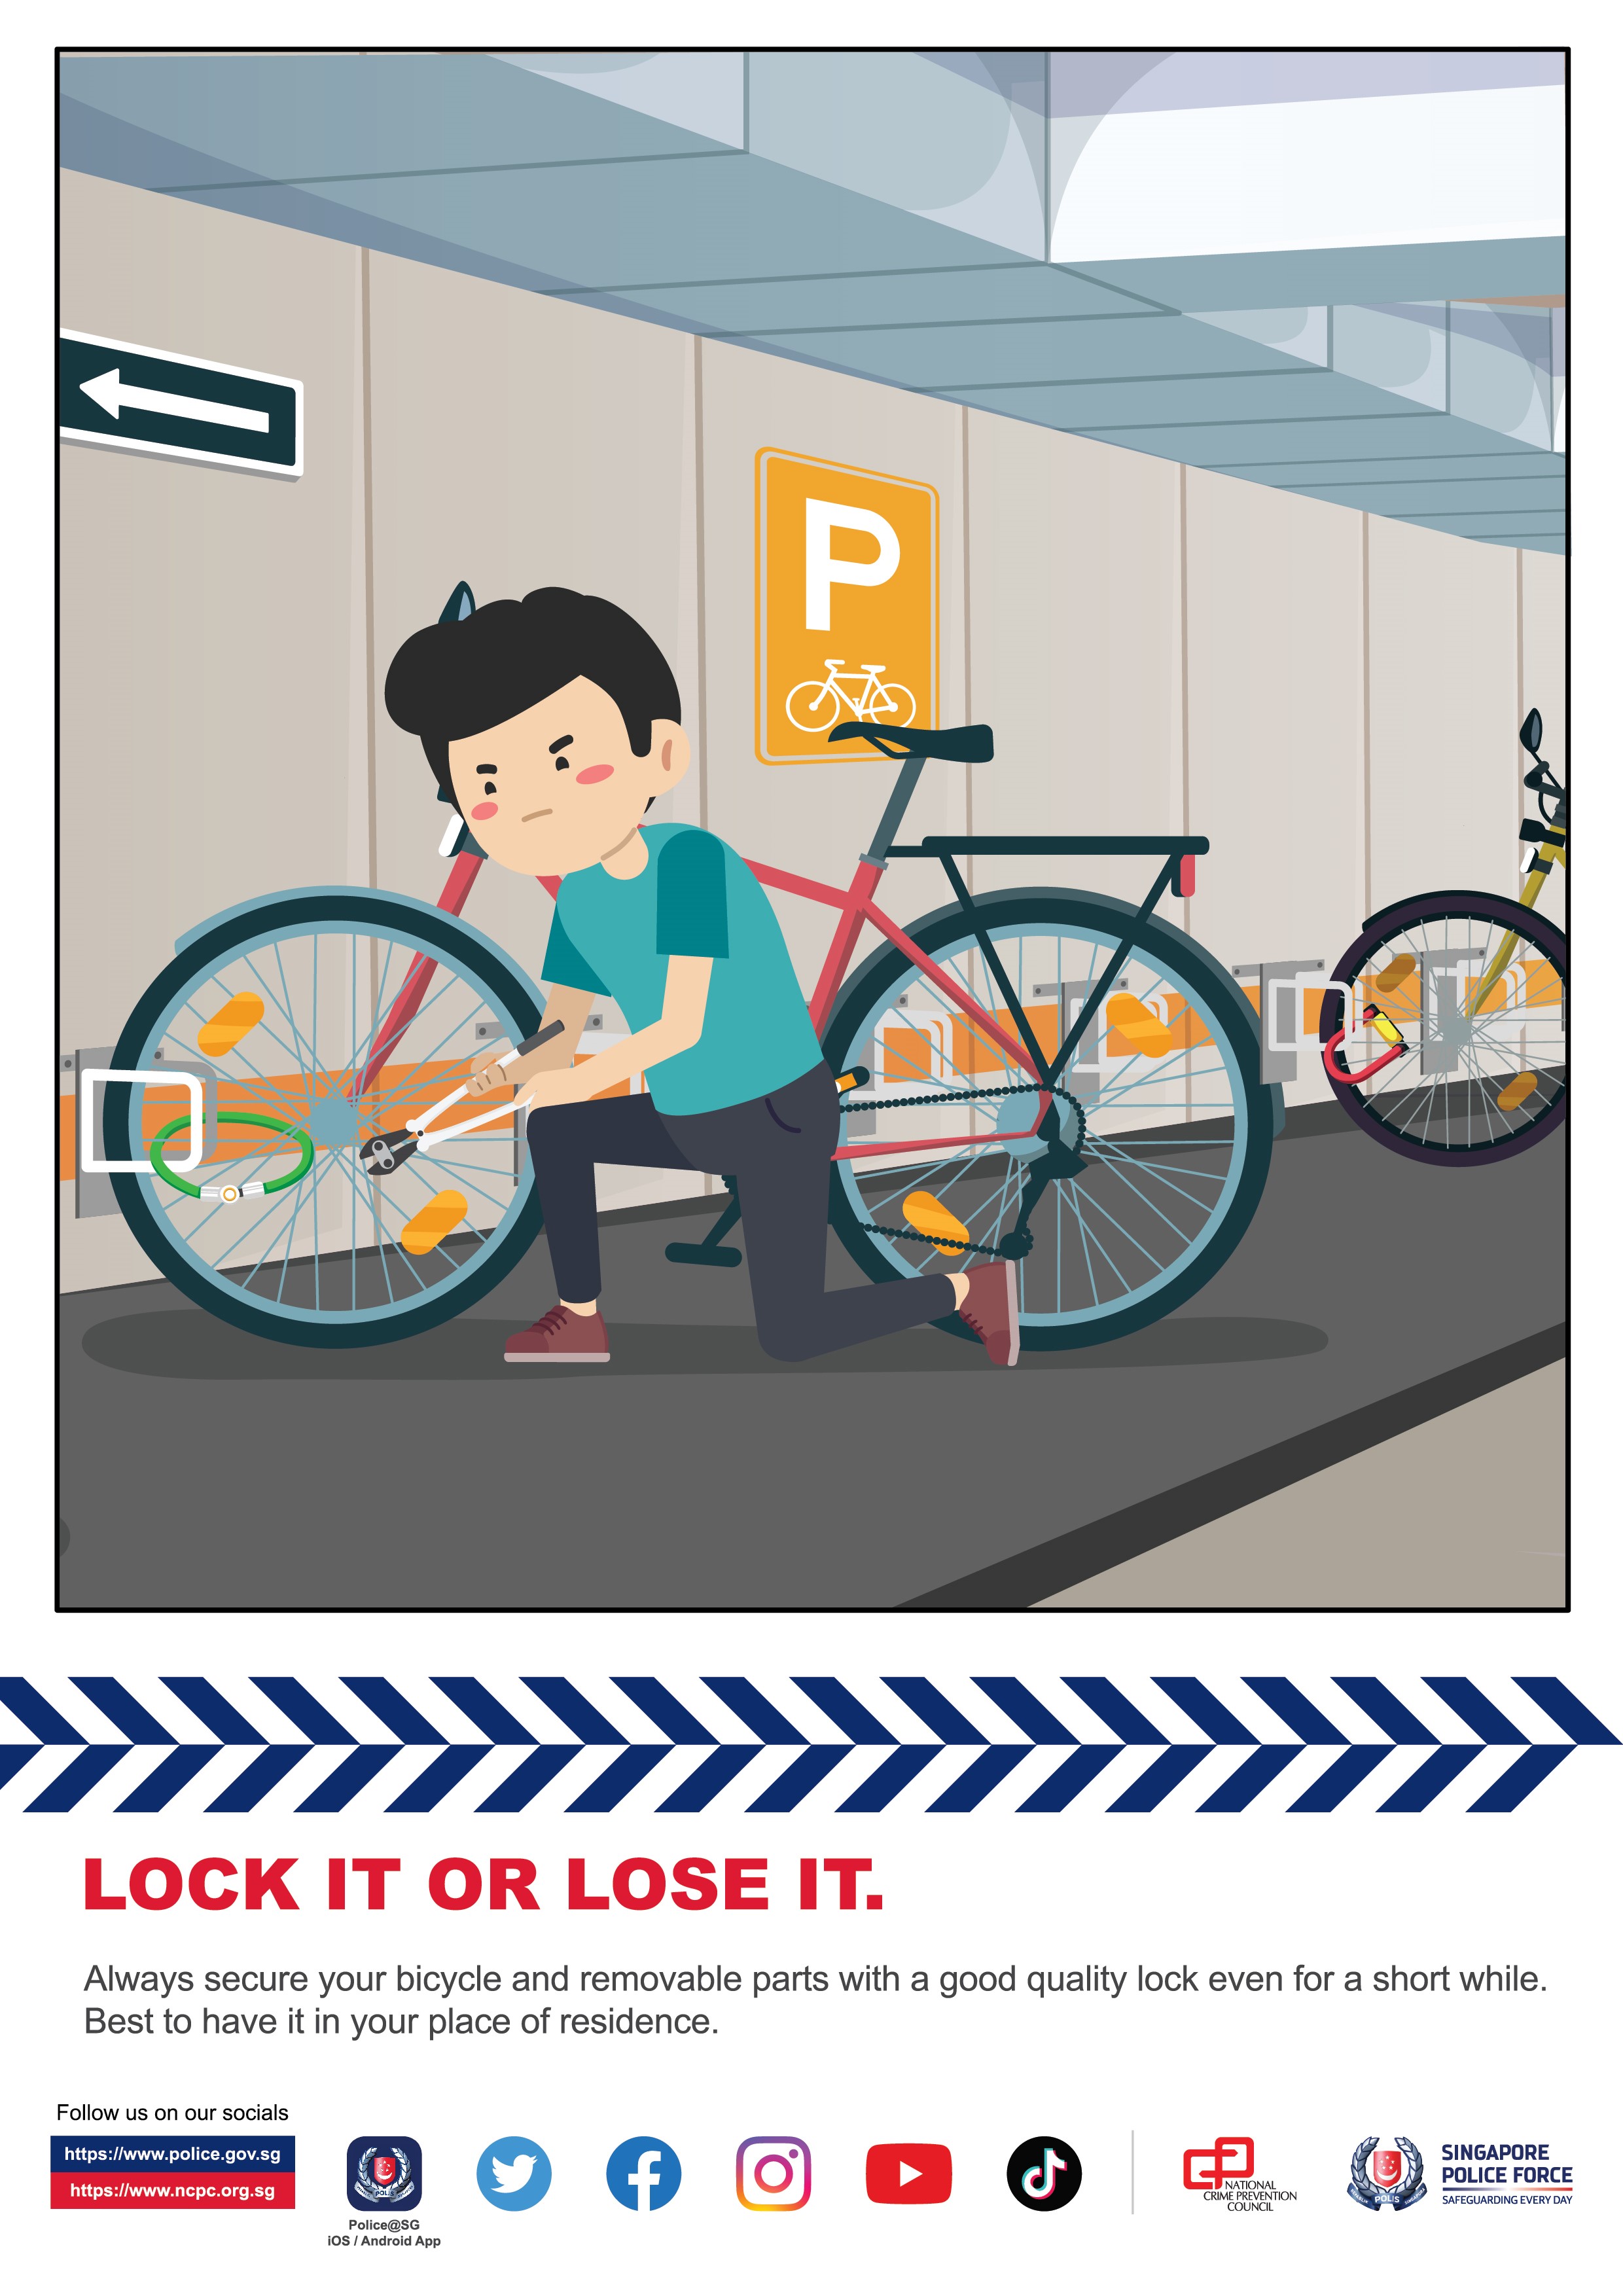 P
LOCK IT OR LOSE IT.
Always secure your bicycle and removable parts with a good quality lock even for a short while.
Best to have it in your place of residence.
Follow us on our socials
https://www.police.gov.sg
https://www.ncpc.org.sg
POLIS
Police@SG
iOS / Android App
NATIONAL
CRIME PREVENTION
COUNCIL
POLIS
SINGAPORE
POLICE FORCE
SAFEGUARDING EVERY DAY